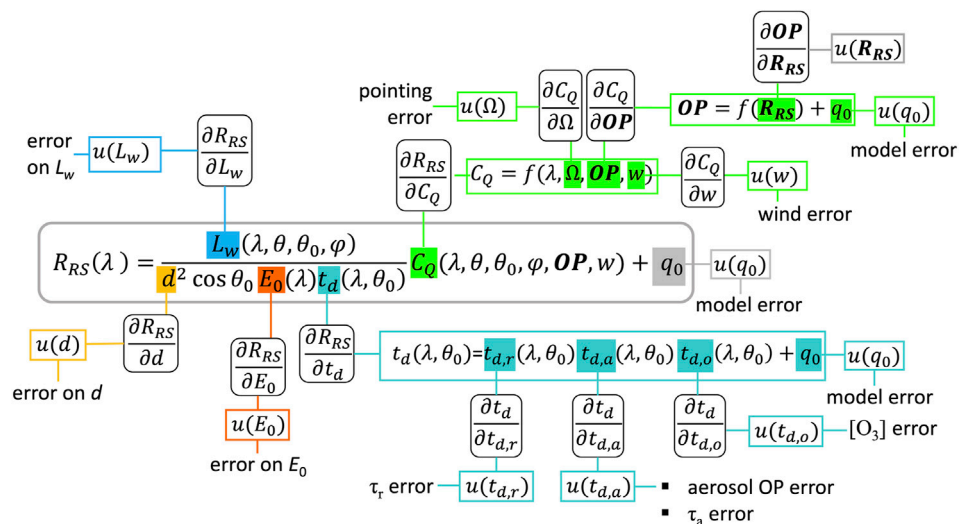 ∂OP/∂R_RS u(R_RS)
pointing error u(Ω) ∂C_Q/∂Ω ∂C_Q/∂OP OP = f(R_RS) + q_0 u(q_0)
model error
error on L_w u(L_w) ∂R_RS/∂L_w ∂R_RS/∂C_Q C_Q = f(λ, Ω, OP, w) ∂C_Q/∂w u(w)
wind error
R_RS(λ) = L_w(λ, θ, θ_0, φ) / d² cos θ_0 E_0(λ) t_d(λ, θ_0) C_Q(λ, θ, θ_0, φ, OP, w) + q_0 u(q_0)
model error
u(d) ∂R_RS/∂d ∂R_RS/∂E_0 ∂R_RS/∂t_d t_d(λ, θ_0)=t_d,r(λ, θ_0) t_d,a(λ, θ_0) t_d,o(λ, θ_0) + q_0 u(q_0)
error on d
model error
u(E_0) ∂t_d/∂t_d,r ∂t_d/∂t_d,a ∂t_d/∂t_d,o u(t_d,o) [O_3] error
error on E_0
τ_r error u(t_d,r) u(t_d,a) ▪ aerosol OP error
▪ τ_a error